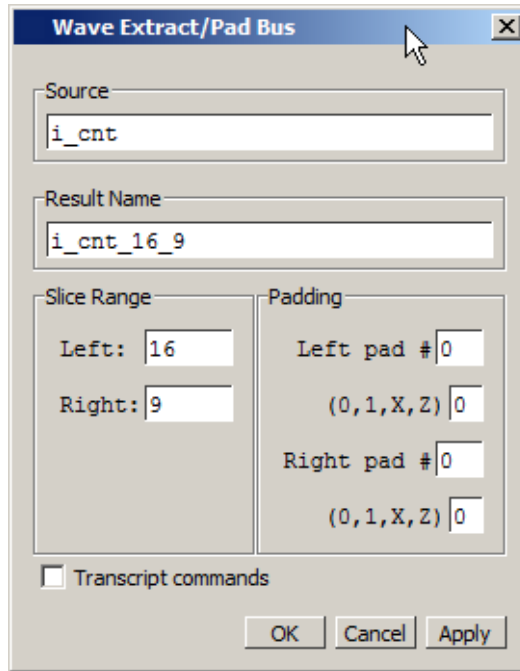 Wave Extract/Pad Bus
Source
i_cnt
Result Name
i_cnt_16_9
Slice Range
Left: 16
Right: 9
Padding
Left pad # 0
(0,1,X,Z) 0
Right pad # 0
(0,1,X,Z) 0
Transcript commands
OK Cancel Apply